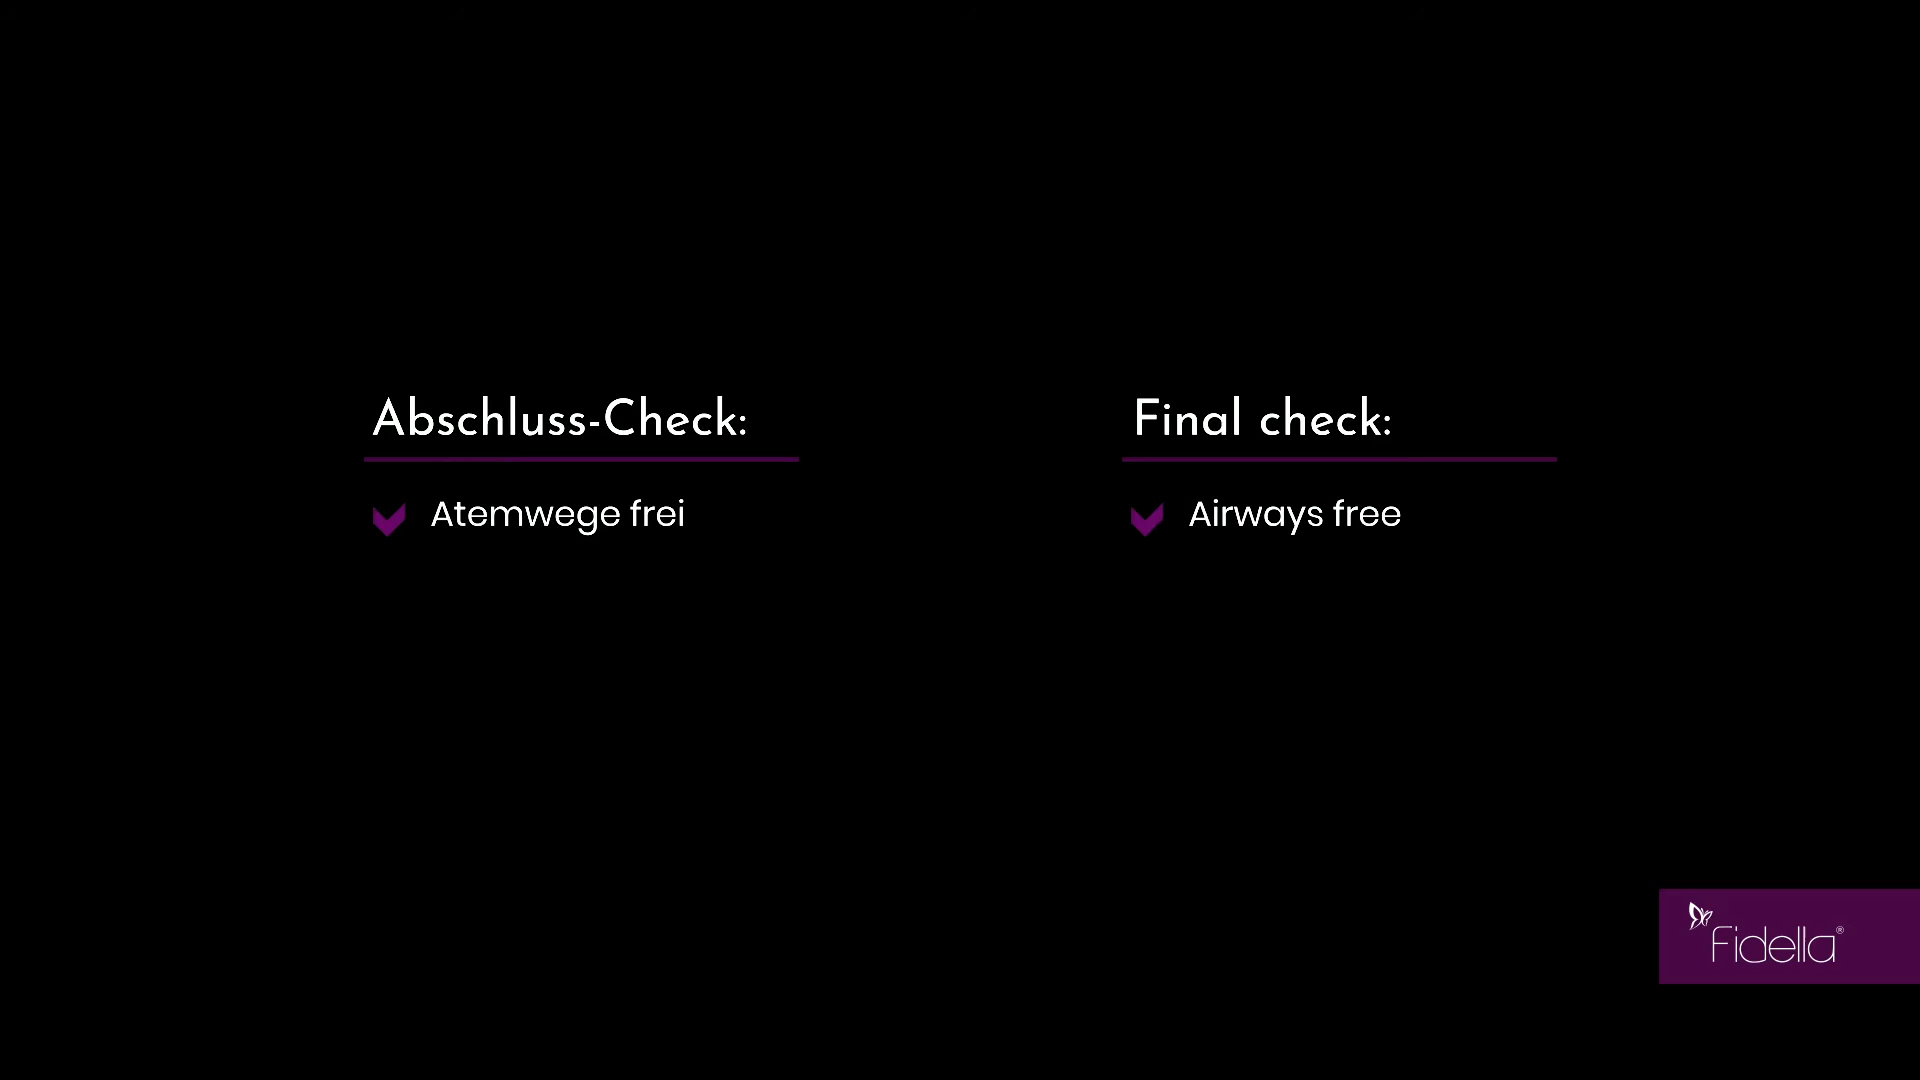 Abschluss-Check:
Atemwege frei
Final check:
Airways free
Fidella®